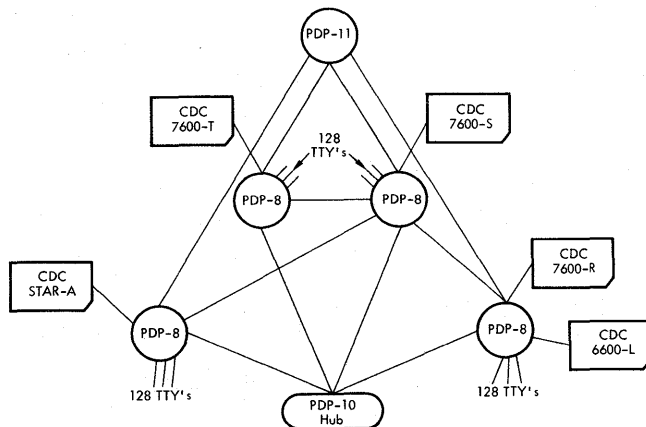 PDP-11
CDC
7600-T
128
TTY's
CDC
7600-S
PDP-8
PDP-8
CDC
STAR-A
CDC
7600-R
PDP-8
PDP-8
CDC
6600-L
128 TTY's
128 TTY's
PDP-10
Hub